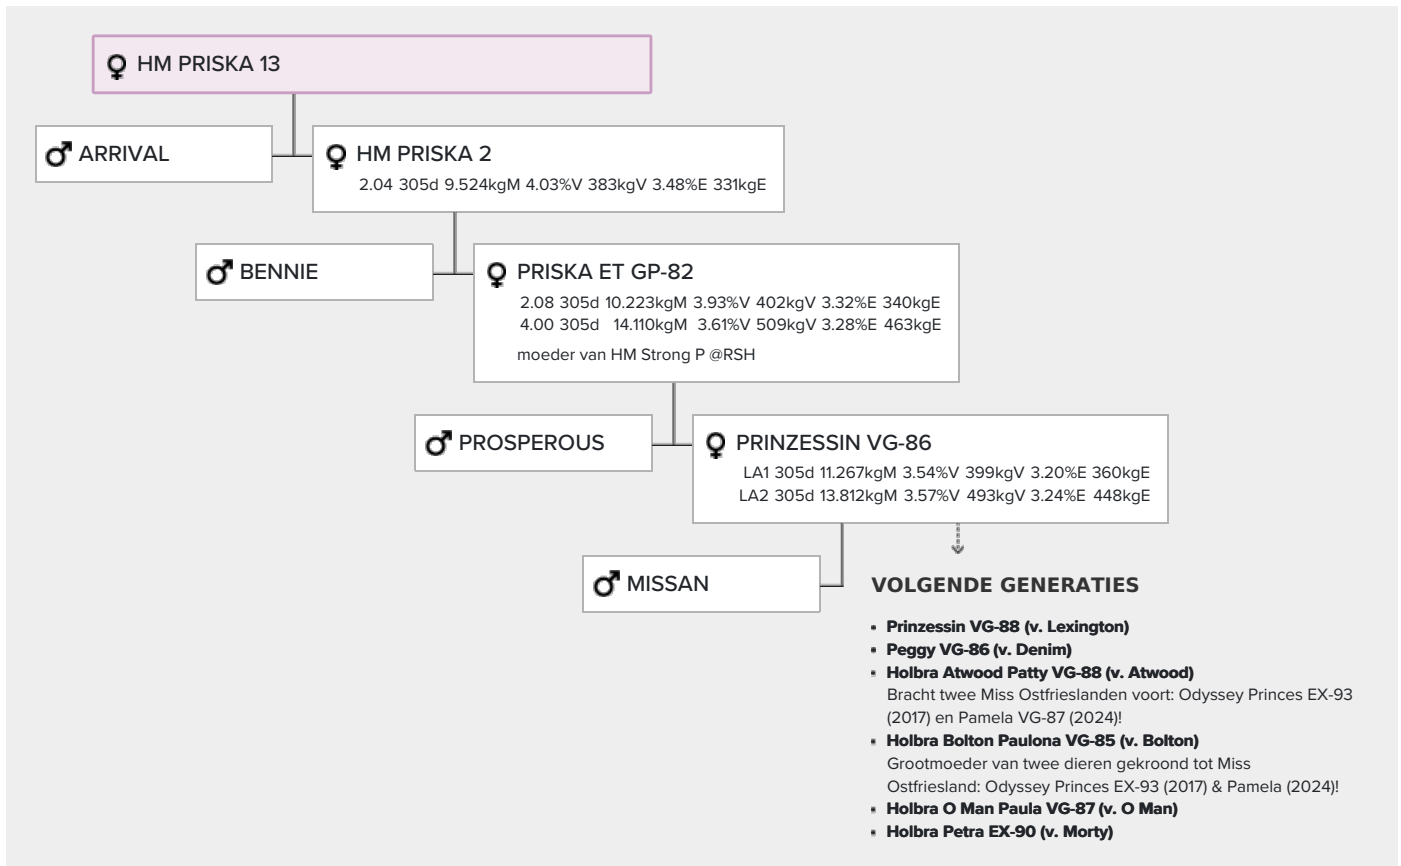 HM PRISKA 13
ARRIVAL
HM PRISKA 2
2.04 305d 9.524kgM 4.03%V 383kgV 3.48%E 331kgE
BENNIE
PRISKA ET GP-82
2.08 305d 10.223kgM 3.93%V 402kgV 3.32%E 340kgE
4.00 305d 14.110kgM 3.61%V 509kgV 3.28%E 463kgE
moeder van HM Strong P @RSH
PROSPEROUS
PRINZESSIN VG-86
LA1 305d 11.267kgM 3.54%V 399kgV 3.20%E 360kgE
LA2 305d 13.812kgM 3.57%V 493kgV 3.24%E 448kgE
MISSAN
VOLGENDE GENERATIES
▪ Prinzessin VG-88 (v. Lexington)
▪ Peggy VG-86 (v. Denim)
▪ Holbra Atwood Patty VG-88 (v. Atwood)
Bracht twee Miss Ostfrieslanden voort: Odyssey Princes EX-93
(2017) en Pamela VG-87 (2024)!
▪ Holbra Bolton Paulona VG-85 (v. Bolton)
Grootmoeder van twee dieren gekroond tot Miss
Ostfriesland: Odyssey Princes EX-93 (2017) & Pamela (2024)!
▪ Holbra O Man Paula VG-87 (v. O Man)
▪ Holbra Petra EX-90 (v. Morty)